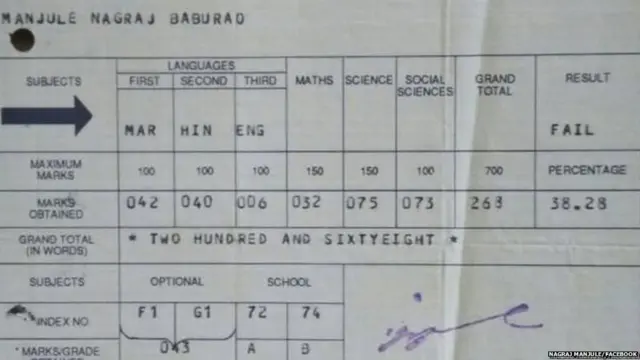 MANJULE NAGRAJ BABURAO
SUBJECTS LANGUAGES MATHS SCIENCE SOCIAL SCIENCES GRAND TOTAL RESULT
FIRST SECOND THIRD
MAR HIN ENG FAIL
MAXIMUM MARKS 100 100 100 150 150 100 700 PERCENTAGE
MARKS OBTAINED 042 040 006 032 075 073 268 38.28
GRAND TOTAL (IN WORDS) * TWO HUNDRED AND SIXTYEIGHT *
SUBJECTS OPTIONAL SCHOOL
INDEX NO F1 G1 72 74
MARKS/GRADE 043 A B
NAGRAJ MANJULE/FACEBOOK